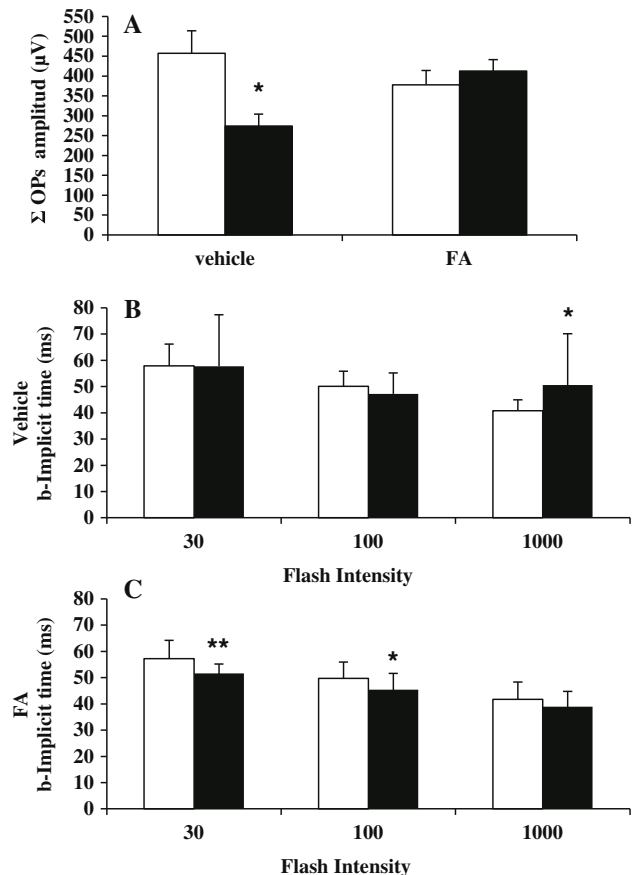 A
Σ OPs amplitud (µV)
550
500
450
400
350
300
250
200
150
100
50
0
*
vehicle FA
B
Vehicle
b-Implicit time (ms)
80
70
60
50
40
30
20
10
0
*
30 100 1000
Flash Intensity
C
FA
b-Implicit time (ms)
80
70
60
50
40
30
20
10
0
** *
30 100 1000
Flash Intensity